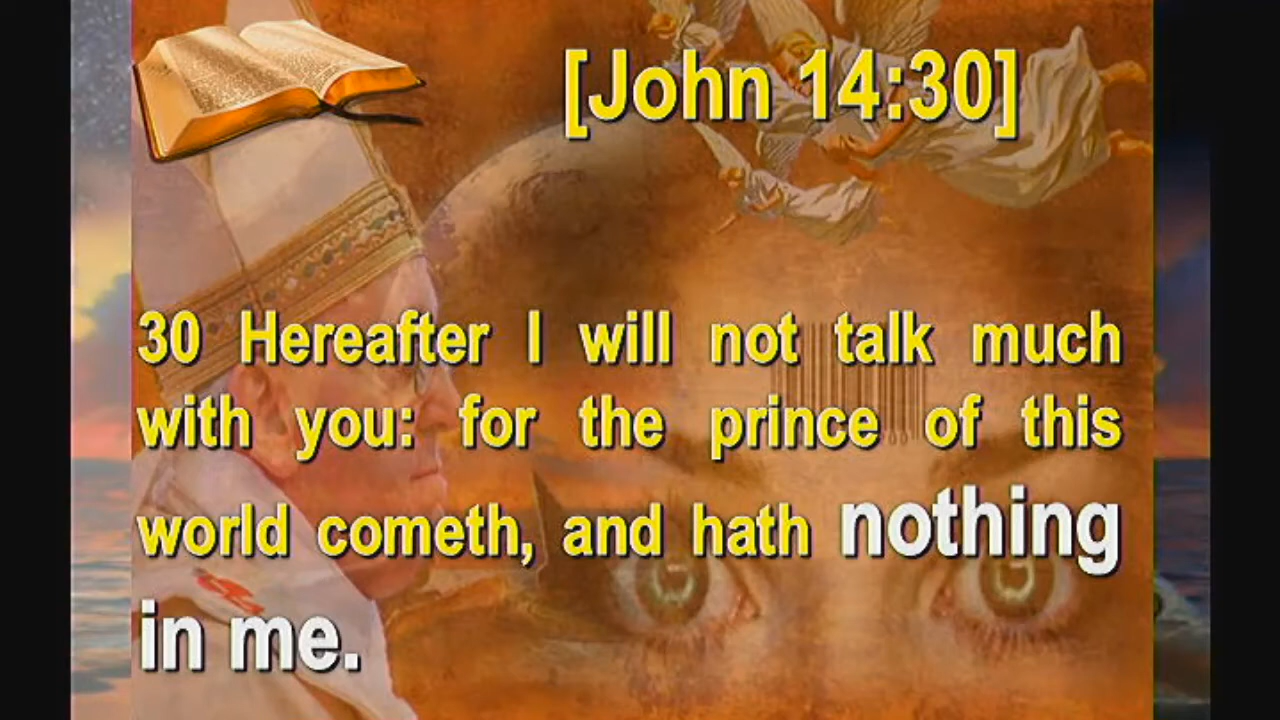 [John 14:30]
30 Hereafter I will not talk much
with you: for the prince of this
world cometh, and hath nothing
in me.